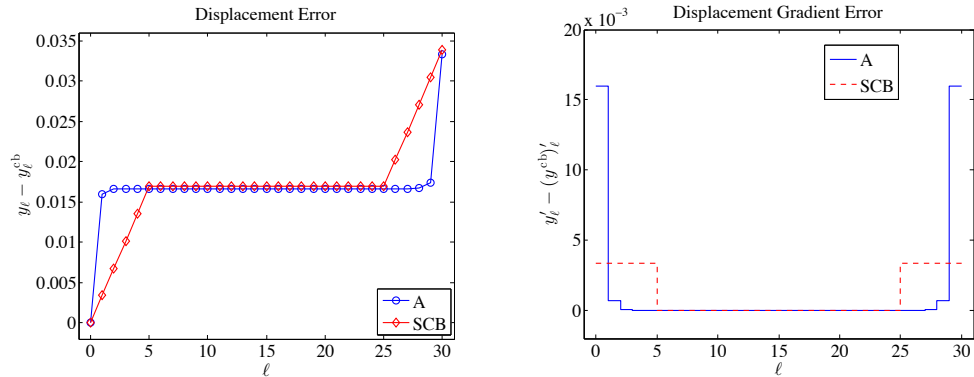 Displacement Error
0.035
0.03
0.025
0.02
0.015
0.01
0.005
0
0 5 10 15 20 25 30
ℓ
y_ℓ − y_ℓ^cb
A
SCB
Displacement Gradient Error
20 x 10^−3
15
10
5
0
0 5 10 15 20 25 30
ℓ
y′_ℓ − (y^cb)′_ℓ
A
SCB